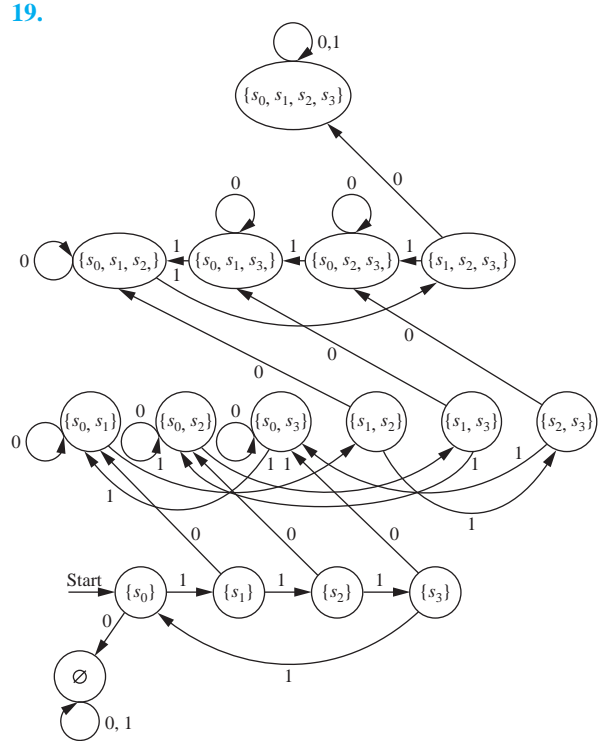 19.
0,1
{s0, s1, s2, s3}
0
0 0
0 {s0, s1, s2,} 1 {s0, s1, s3,} 1 {s0, s2, s3,} 1 {s1, s2, s3,}
1
0 0 0
0 {s0, s1} 0 {s0, s2} 0 {s0, s3} {s1, s2} {s1, s3} {s2, s3}
1 1 1 1 1
1 1
0 0 0
Start {s0} 1 {s1} 1 {s2} 1 {s3}
0
1
∅
0, 1